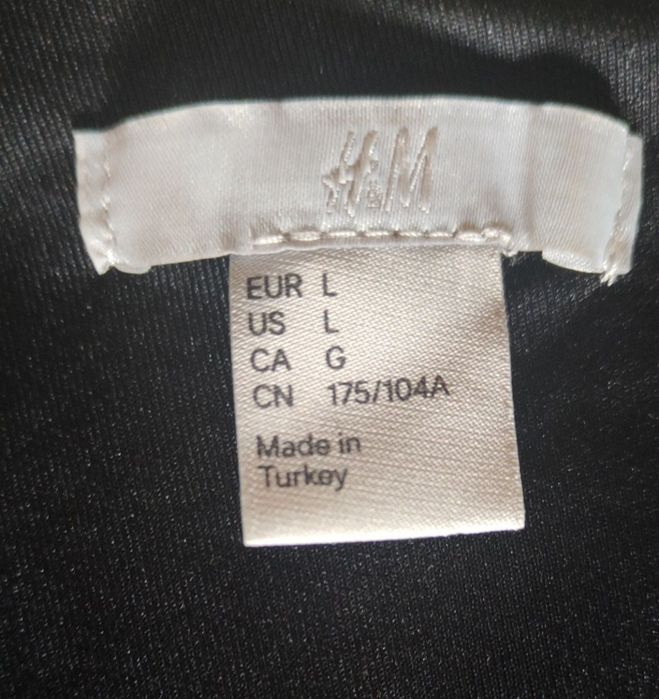 H&M
EUR L
US L
CA G
CN 175/104A
Made in
Turkey